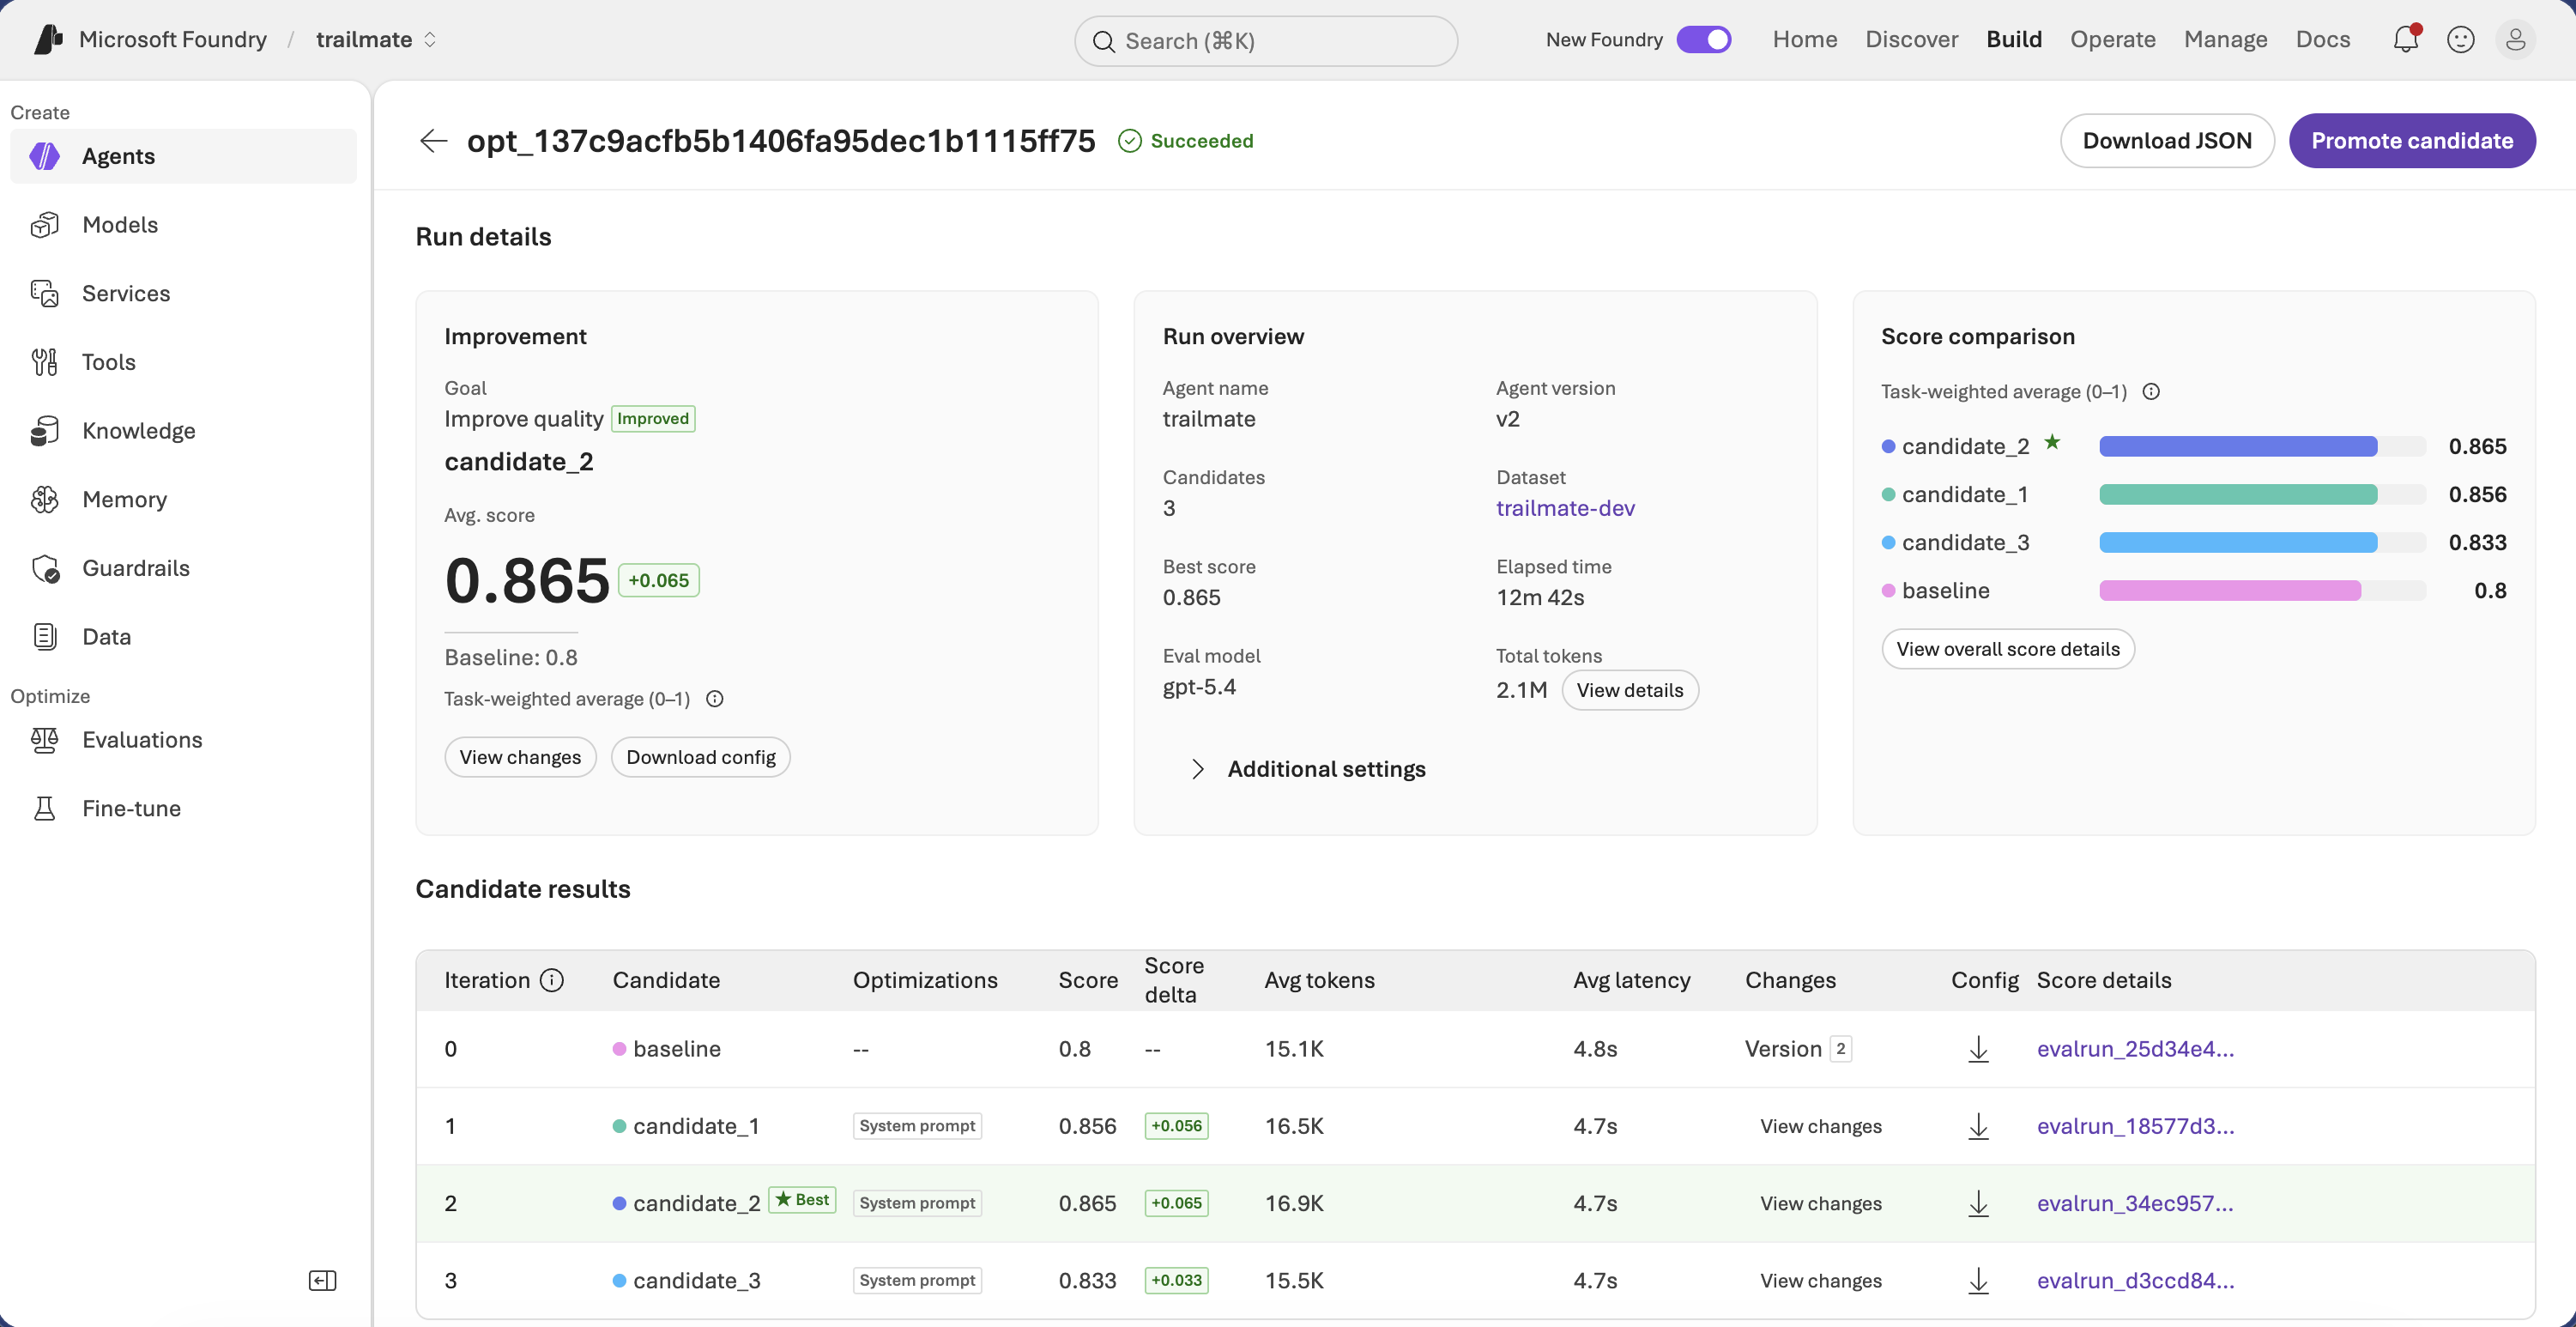 Microsoft Foundry / trailmate
Search (⌘K)
New Foundry
Home Discover Build Operate Manage Docs
Create
Agents
Models
Services
Tools
Knowledge
Memory
Guardrails
Data
Optimize
Evaluations
Fine-tune
opt_137c9acfb5b1406fa95dec1b1115ff75 Succeeded
Download JSON
Promote candidate
Run details
Improvement
Goal
Improve quality Improved
candidate_2
Avg. score
0.865 +0.065
Baseline: 0.8
Task-weighted average (0–1)
View changes Download config
Run overview
Agent name Agent version
trailmate v2
Candidates Dataset
3 trailmate-dev
Best score Elapsed time
0.865 12m 42s
Eval model Total tokens
gpt-5.4 2.1M View details
Additional settings
Score comparison
Task-weighted average (0–1)
candidate_2 ★ 0.865
candidate_1 0.856
candidate_3 0.833
baseline 0.8
View overall score details
Candidate results
Iteration Candidate Optimizations Score Score delta Avg tokens Avg latency Changes Config Score details
0 baseline -- 0.8 -- 15.1K 4.8s Version 2 evalrun_25d34e4...
1 candidate_1 System prompt 0.856 +0.056 16.5K 4.7s View changes evalrun_18577d3...
2 candidate_2 ★ Best System prompt 0.865 +0.065 16.9K 4.7s View changes evalrun_34ec957...
3 candidate_3 System prompt 0.833 +0.033 15.5K 4.7s View changes evalrun_d3ccd84...